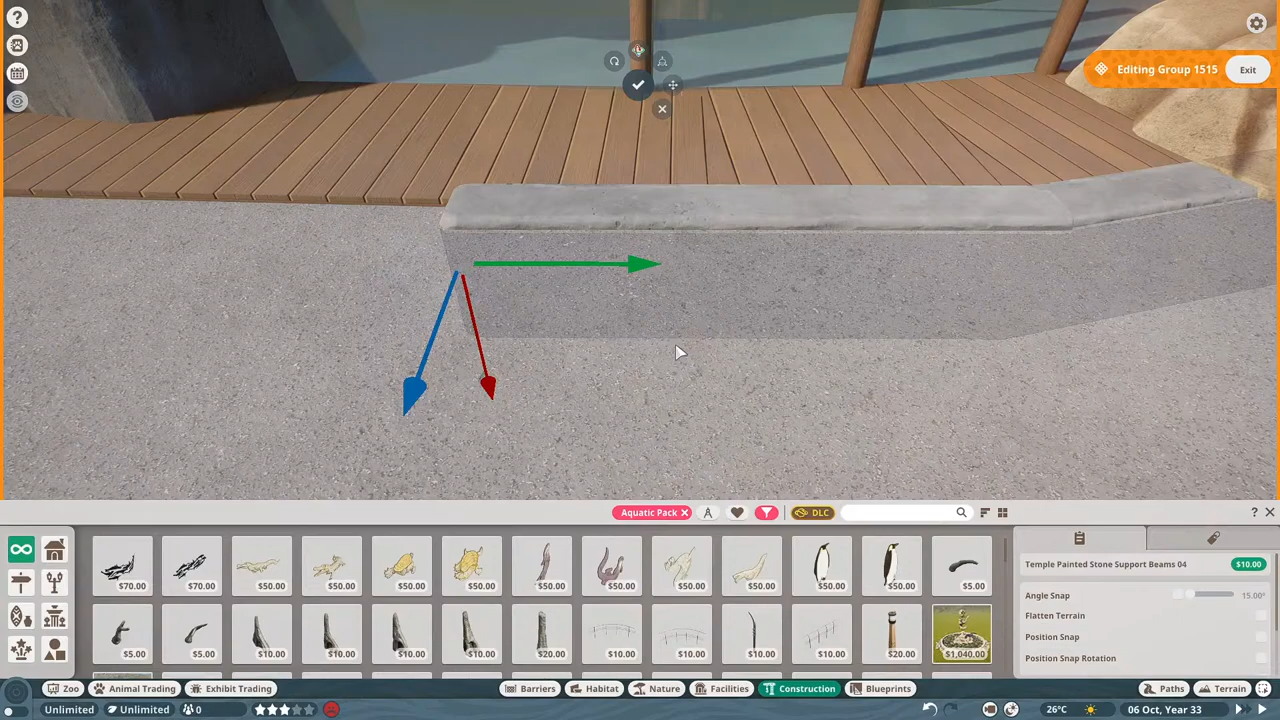 Editing Group 1515
Exit
Aquatic Pack
DLC
$70.00
$70.00
$50.00
$50.00
$50.00
$50.00
$50.00
$50.00
$50.00
$50.00
$50.00
$50.00
$5.00
$5.00
$5.00
$10.00
$10.00
$10.00
$20.00
$10.00
$10.00
$10.00
$10.00
$20.00
$1,040.00
Temple Painted Stone Support Beams 04
$10.00
Angle Snap
15.00°
Flatten Terrain
Position Snap
Position Snap Rotation
Zoo
Animal Trading
Exhibit Trading
Barriers
Habitat
Nature
Facilities
Construction
Blueprints
Paths
Terrain
Unlimited
Unlimited
0
26°C
06 Oct, Year 33